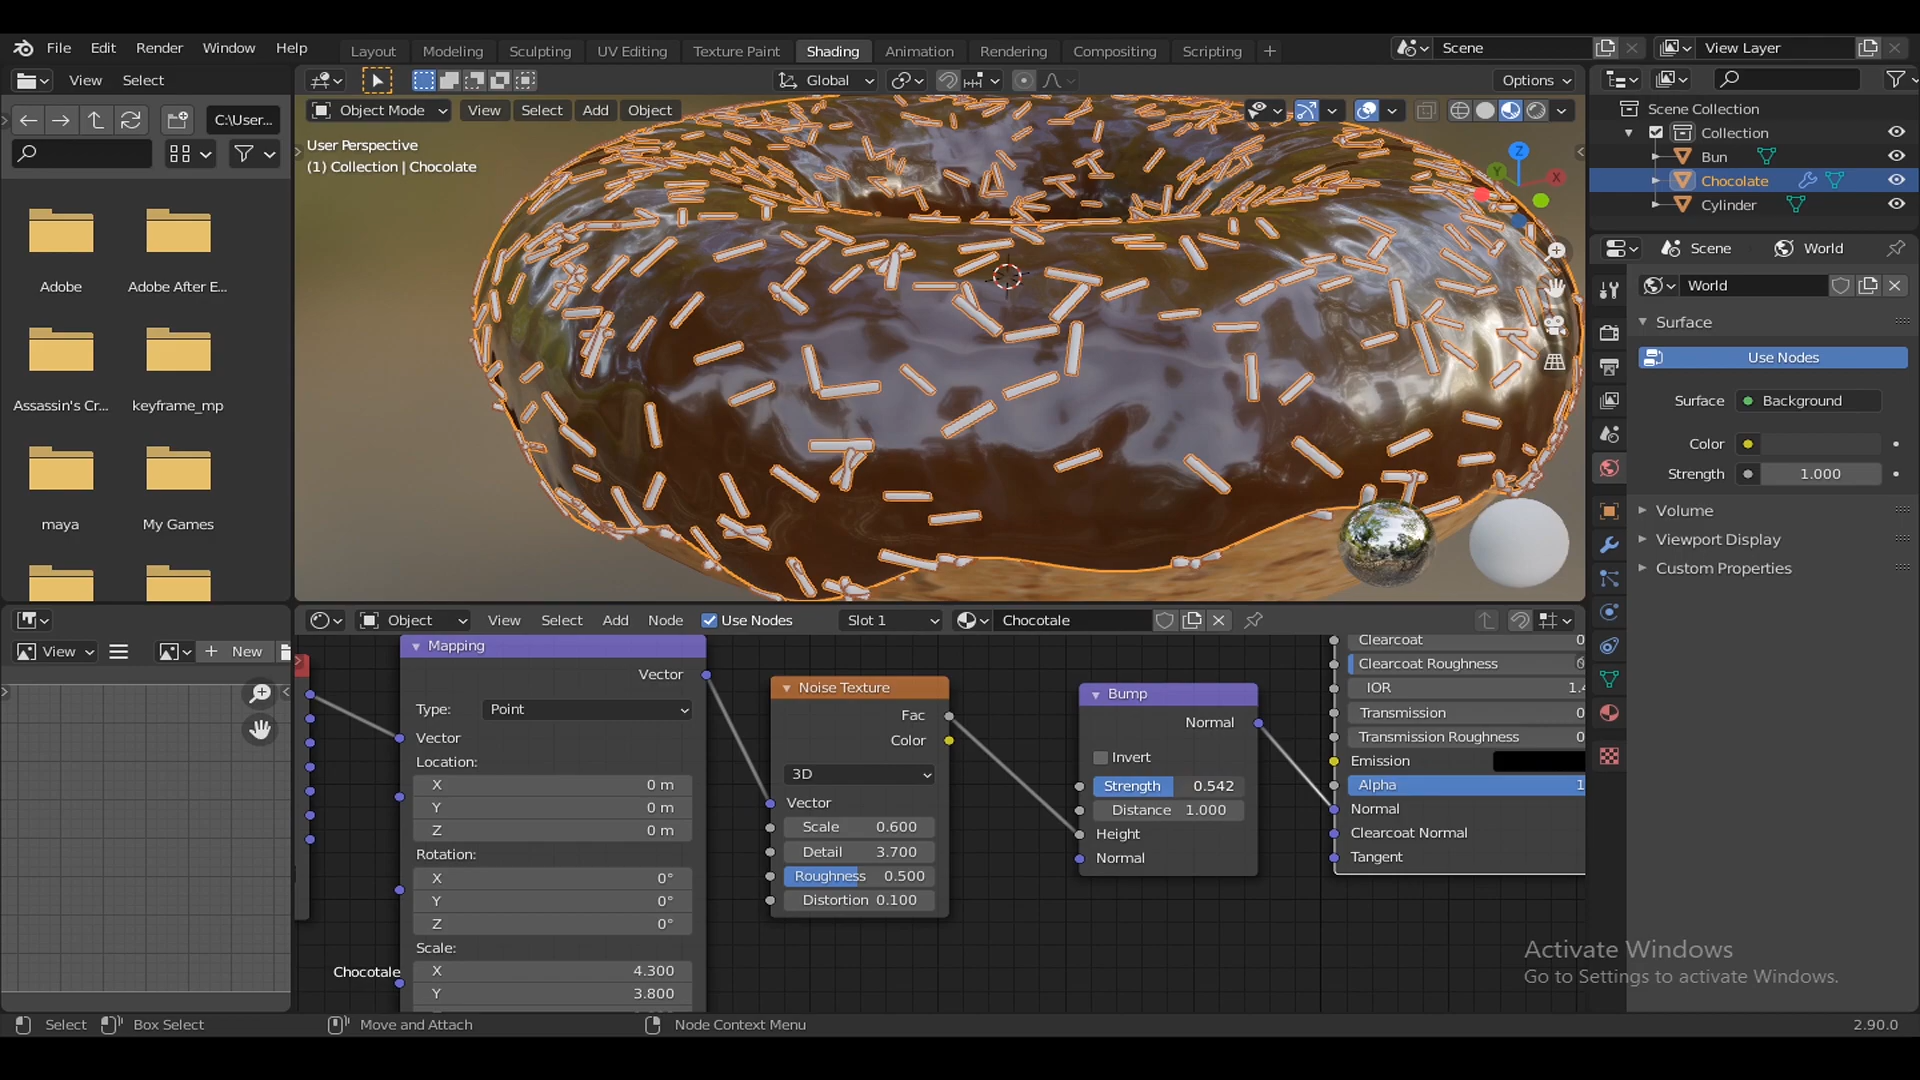 File Edit Render Window Help Layout Modeling Sculpting UV Editing Texture Paint Shading Animation Rendering Compositing Scripting + Scene View Layer
View Select Global Options
C:\User... Object Mode View Select Add Object
User Perspective
(1) Collection | Chocolate
Z
Y
X
Adobe Adobe After E...
Assassin's Cr... keyframe_mp
maya My Games
Scene Collection
Collection
Bun
Chocolate
Cylinder
Scene World
World
Surface
Use Nodes
Surface Background
Color
Strength 1.000
Volume
Viewport Display
Custom Properties
View + New
Object View Select Add Node Use Nodes Slot 1 Chocotale
Mapping
Vector
Type: Point
Vector
Location:
X 0 m
Y 0 m
Z 0 m
Rotation:
X 0°
Y 0°
Z 0°
Scale:
X 4.300
Y 3.800
Chocotale
Noise Texture
Fac
Color
3D
Vector
Scale 0.600
Detail 3.700
Roughness 0.500
Distortion 0.100
Bump
Normal
Invert
Strength 0.542
Distance 1.000
Height
Normal
Clearcoat 0
Clearcoat Roughness 0
IOR 1.4
Transmission 0
Transmission Roughness 0
Emission
Alpha 1
Normal
Clearcoat Normal
Tangent
Activate Windows
Go to Settings to activate Windows.
Select Box Select Move and Attach Node Context Menu 2.90.0